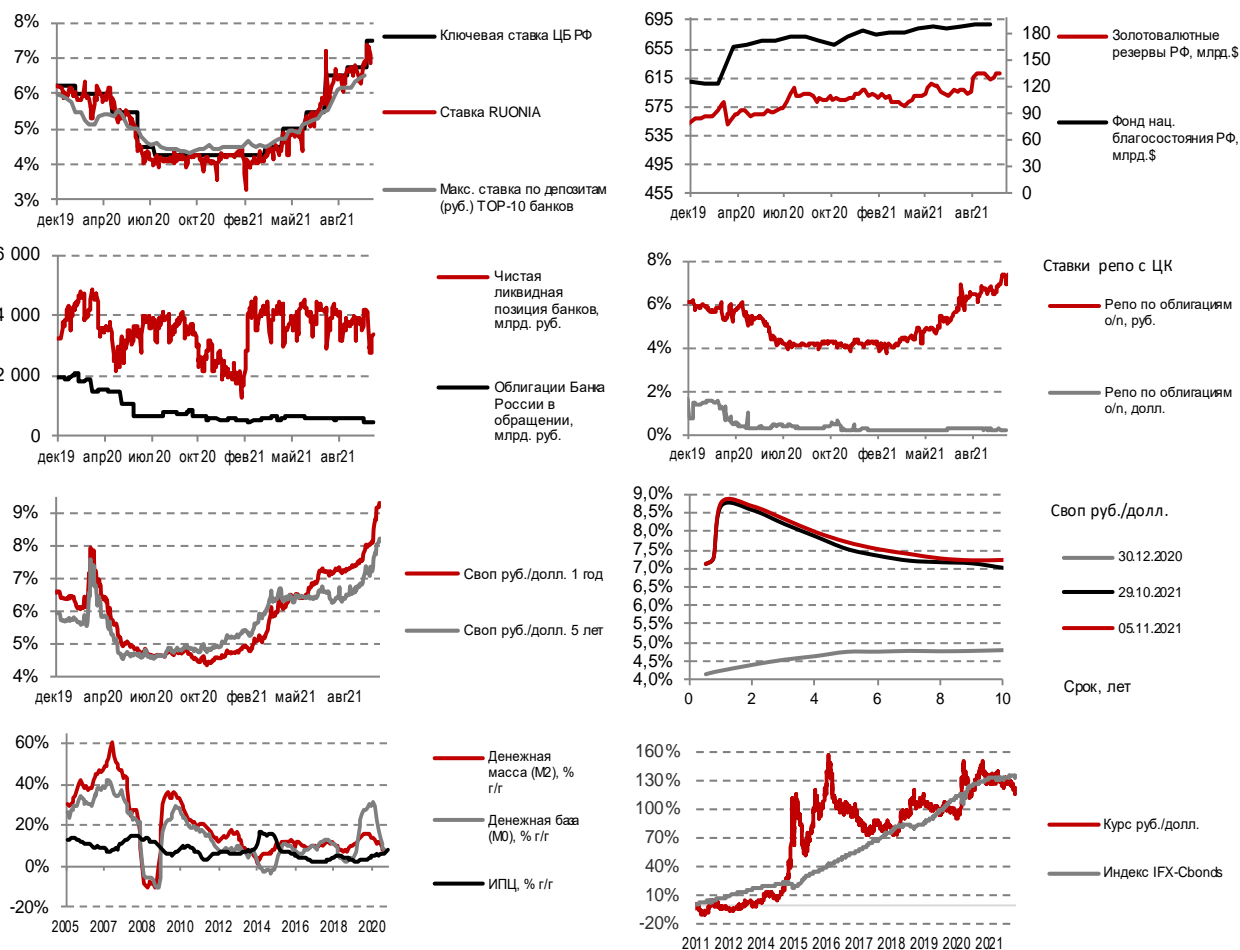 8%
7%
6%
5%
4%
3%
дек19 апр20 июл20 окт20 фев21 май21 авг21
Ключевая ставка ЦБ РФ
Ставка RUONIA
Макс. ставка по депозитам
(руб.) TOP-10 банков
695
655
615
575
535
495
455
180
150
120
90
60
30
0
дек19 апр20 июл20 окт20 фев21 май21 авг21
Золотовалютные
резервы РФ, млрд.$
Фонд нац.
благосостояния РФ,
млрд.$
6 000
4 000
2 000
0
дек19 апр20 июл20 окт20 фев21 май21 авг21
Чистая
ликвидная
позиция банков,
млрд. руб.
Облигации Банка
России в
обращении,
млрд. руб.
8%
6%
4%
2%
0%
дек19 апр20 июл20 окт20 фев21 май21 авг21
Ставки репо с ЦК
Репо по облигациям
o/n, руб.
Репо по облигациям
o/n, долл.
9%
8%
7%
6%
5%
4%
дек19 апр20 июл20 окт20 фев21 май21 авг21
Своп руб./долл. 1 год
Своп руб./долл. 5 лет
9,0%
8,5%
8,0%
7,5%
7,0%
6,5%
6,0%
5,5%
5,0%
4,5%
4,0%
0 2 4 6 8 10
Своп руб./долл.
30.12.2020
29.10.2021
05.11.2021
Срок, лет
60%
40%
20%
0%
-20%
2005 2007 2008 2010 2012 2014 2016 2018 2020
Денежная
масса (М2), %
г/г
Денежная база
(М0), % г/г
ИПЦ, % г/г
160%
130%
100%
70%
40%
10%
-20%
2011 2012 2014 2015 2016 2017 2018 2019 2020 2021
Курс руб./долл.
Индекс IFX-Cbonds